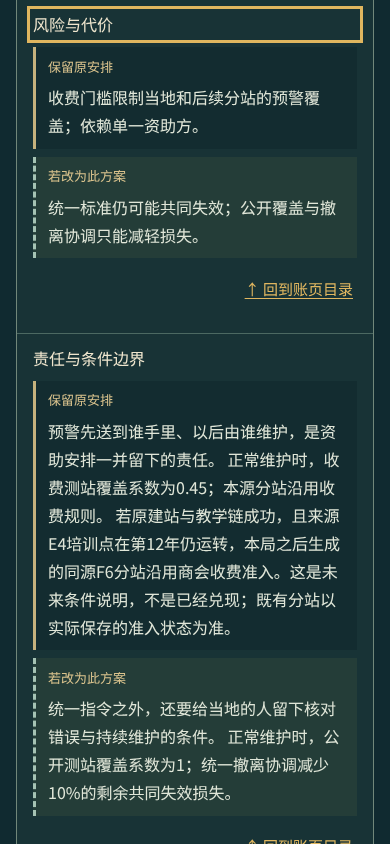 风险与代价
保留原安排
收费门槛限制当地和后续分站的预警覆
盖；依赖单一资助方。
若改为此方案
统一标准仍可能共同失效；公开覆盖与撤
离协调只能减轻损失。
↑ 回到账页目录
责任与条件边界
保留原安排
预警先送到谁手里、以后由谁维护，是资
助安排一并留下的责任。 正常维护时，收
费测站覆盖系数为0.45；本源分站沿用收
费规则。 若原建站与教学链成功，且来源
E4培训点在第12年仍运转，本局之后生成
的同源F6分站沿用商会收费准入。这是未
来条件说明，不是已经兑现；既有分站以
实际保存的准入状态为准。
若改为此方案
统一指令之外，还要给当地的人留下核对
错误与持续维护的条件。 正常维护时，公
开测站覆盖系数为1；统一撤离协调减少
10%的剩余共同失效损失。
↑ 回到账页目录